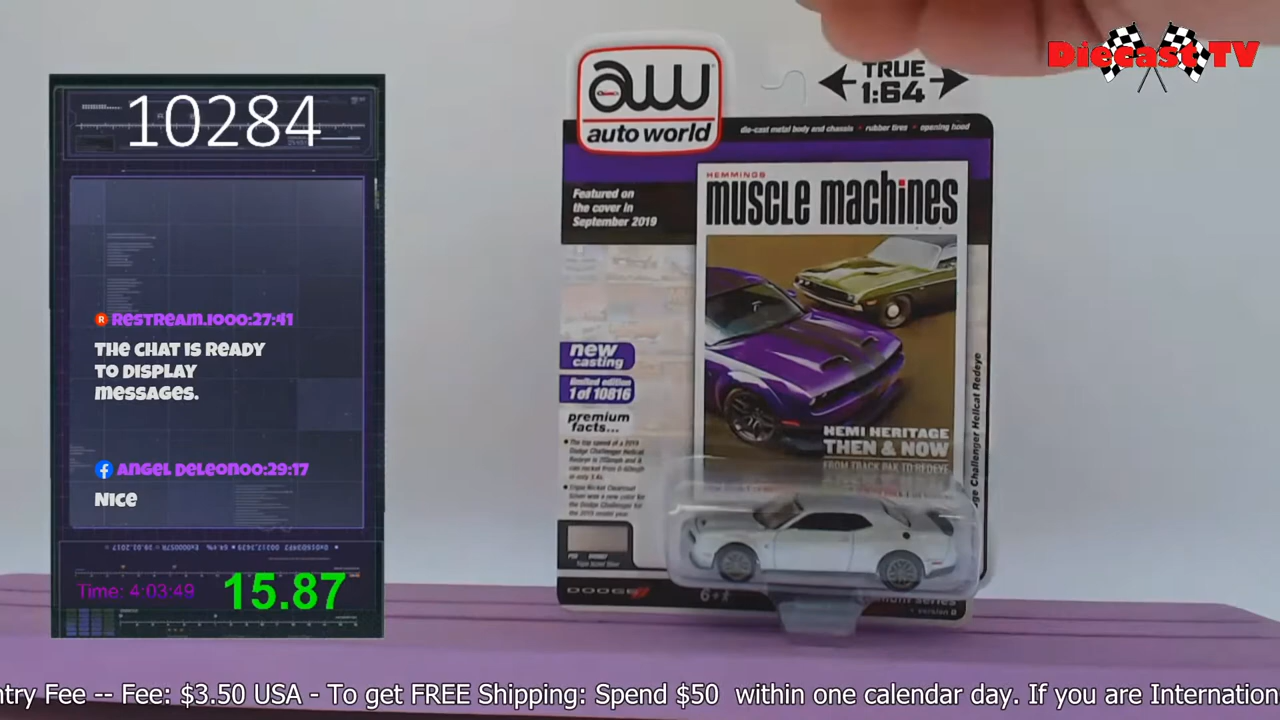 Diecast TV
10284
Restream.io00:27:41
The chat is ready
to display
messages.
Angel Deleon00:29:17
Nice
Time: 4:03:49
15.87
aw
auto world
TRUE
1:64
die-cast metal body and chassis • rubber tires • opening hood
Featured on
the cover in
September 2019
HEMMINGS
muscle machines
new
casting
limited edition
1 of 10816
premium
facts...
HEMI HERITAGE
THEN & NOW
FROM TRACK PAK TO REDEYE
Challenger Hellcat Redeye
DODGE
version B
ntry Fee -- Fee: $3.50 USA - To get FREE Shipping: Spend $50 within one calendar day. If you are Internation